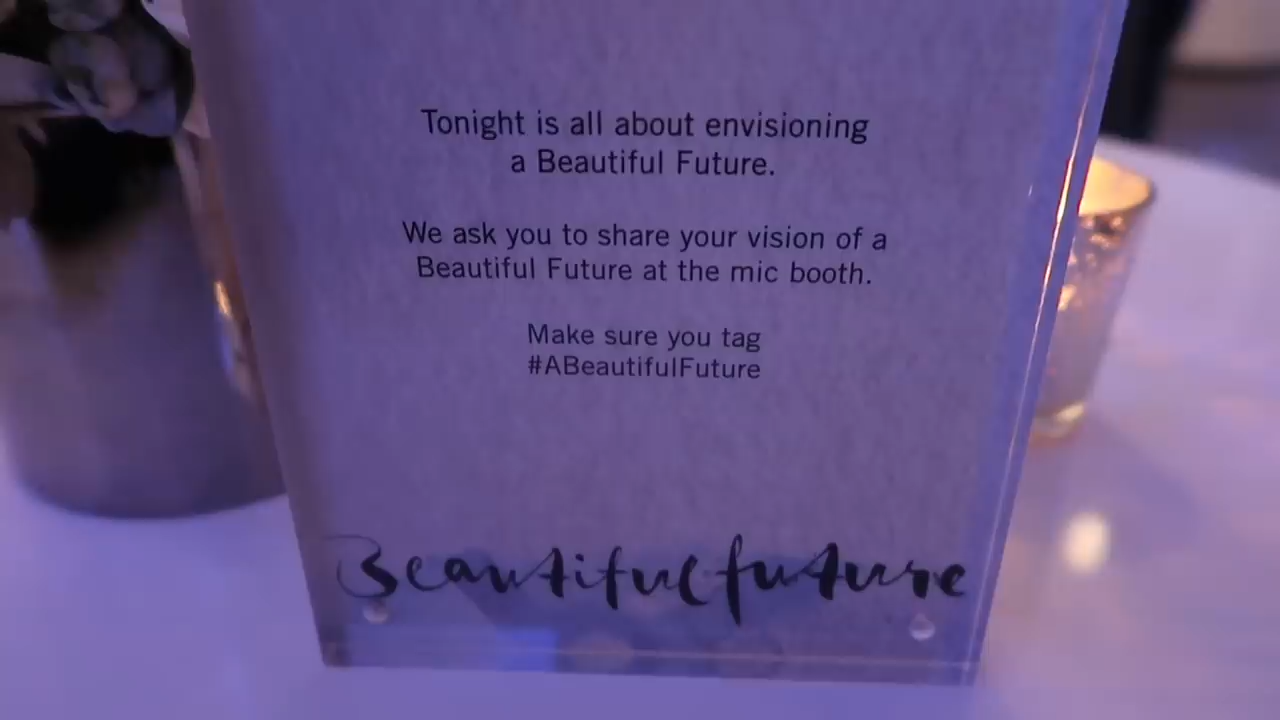 Tonight is all about envisioning
a Beautiful Future.
We ask you to share your vision of a
Beautiful Future at the mic booth.
Make sure you tag
#ABeautifulFuture
Beautifulfuture